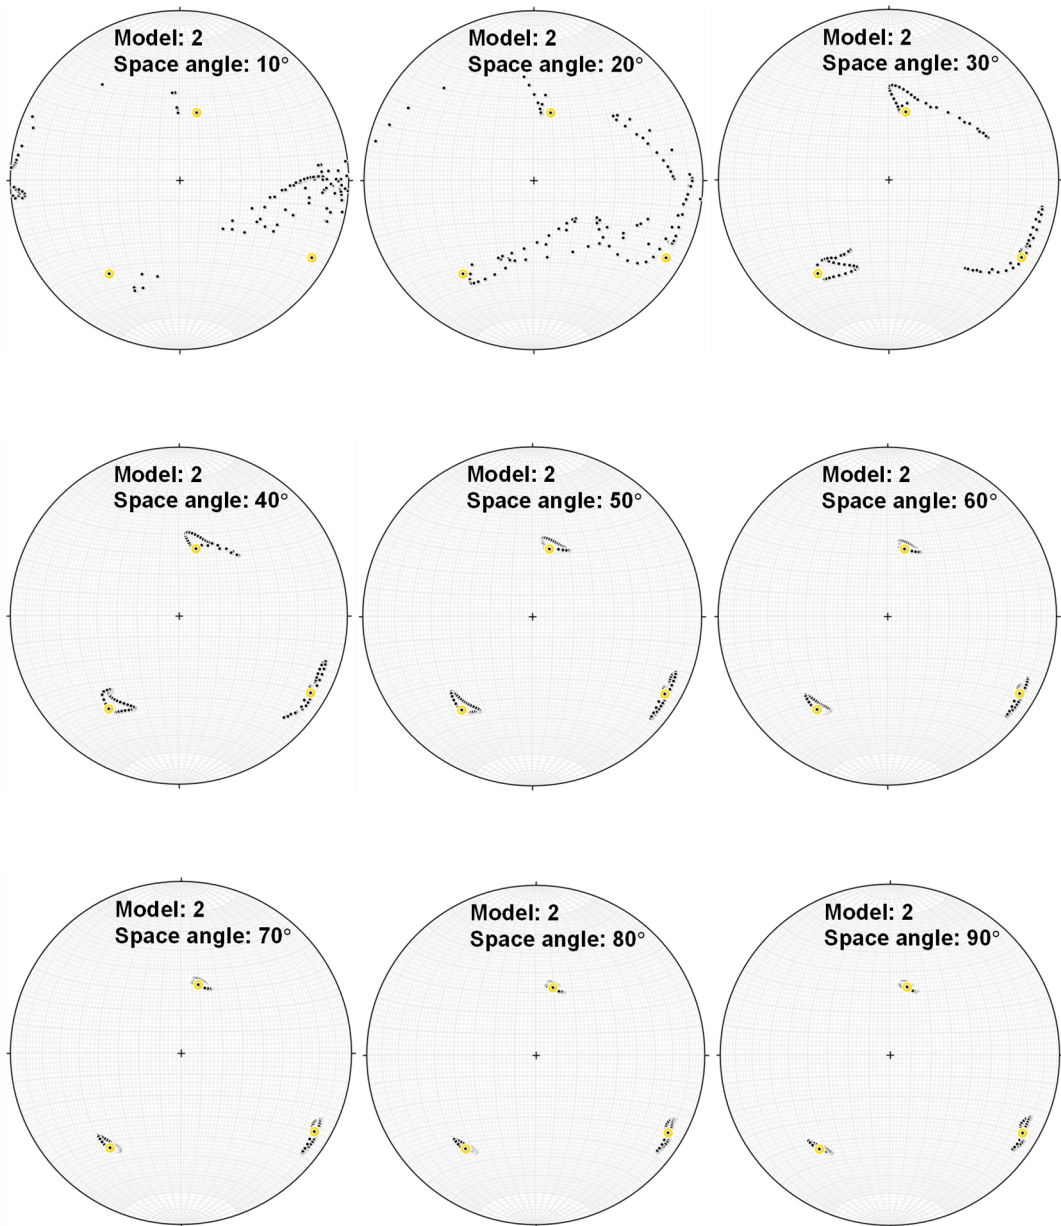 Model: 2
Space angle: 10°
Model: 2
Space angle: 20°
Model: 2
Space angle: 30°
Model: 2
Space angle: 40°
Model: 2
Space angle: 50°
Model: 2
Space angle: 60°
Model: 2
Space angle: 70°
Model: 2
Space angle: 80°
Model: 2
Space angle: 90°